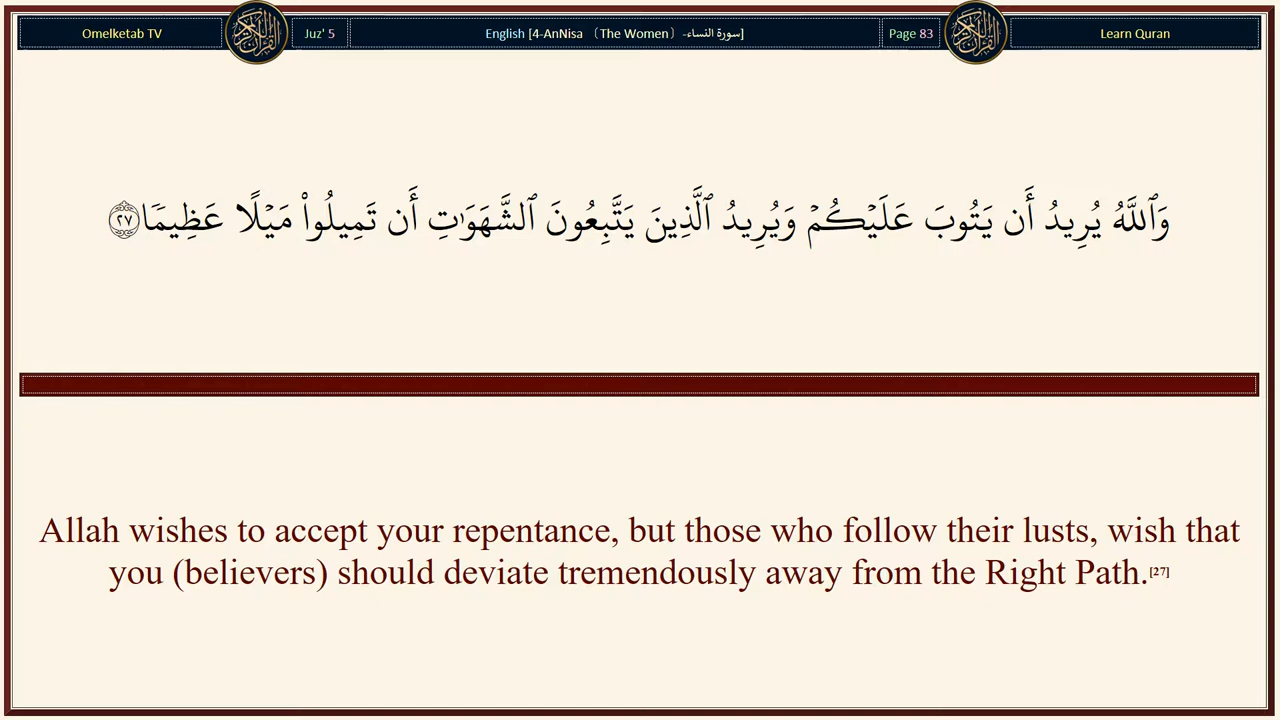 Omelketab TV
Juz' 5
English [4-AnNisa （The Women）-سورة النساء]
Page 83
Learn Quran
وَٱللَّهُ يُرِيدُ أَن يَتُوبَ عَلَيۡكُمۡ وَيُرِيدُ ٱلَّذِينَ يَتَّبِعُونَ ٱلشَّهَوَٰتِ أَن تَمِيلُواْ مَيۡلًا عَظِيمٗا ٢٧
Allah wishes to accept your repentance, but those who follow their lusts, wish that
you (believers) should deviate tremendously away from the Right Path.[27]